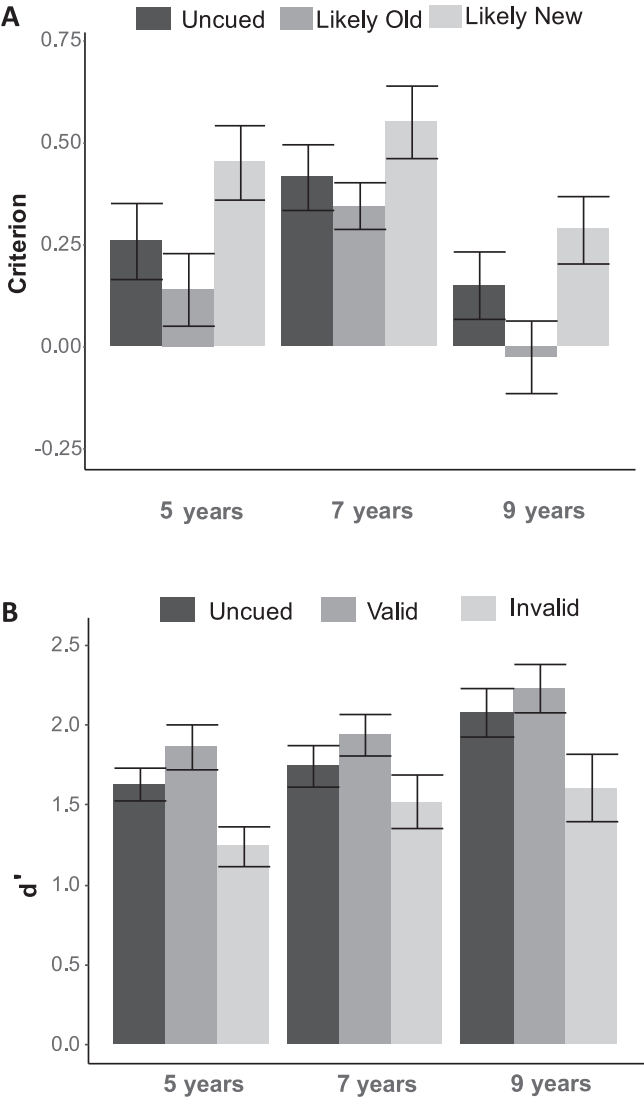 A
Uncued Likely Old Likely New
0.75
0.50
0.25
0.00
-0.25
Criterion
5 years 7 years 9 years
B
Uncued Valid Invalid
2.5
2.0
1.5
1.0
0.5
0.0
d'
5 years 7 years 9 years